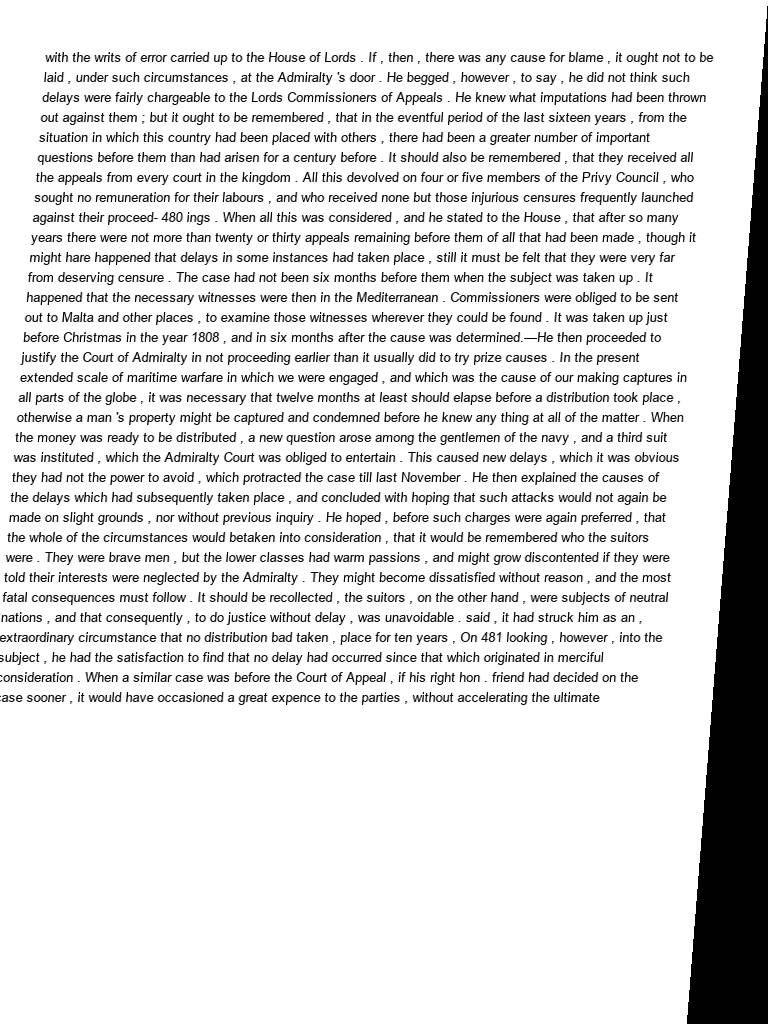 with the writs of error carried up to the House of Lords . If , then , there was any cause for blame , it ought not to be
laid , under such circumstances , at the Admiralty 's door . He begged , however , to say , he did not think such
delays were fairly chargeable to the Lords Commissioners of Appeals . He knew what imputations had been thrown
out against them ; but it ought to be remembered , that in the eventful period of the last sixteen years , from the
situation in which this country had been placed with others , there had been a greater number of important
questions before them than had arisen for a century before . It should also be remembered , that they received all
the appeals from every court in the kingdom . All this devolved on four or five members of the Privy Council , who
sought no remuneration for their labours , and who received none but those injurious censures frequently launched
against their proceed- 480 ings . When all this was considered , and he stated to the House , that after so many
years there were not more than twenty or thirty appeals remaining before them of all that had been made , though it
might hare happened that delays in some instances had taken place , still it must be felt that they were very far
from deserving censure . The case had not been six months before them when the subject was taken up . It
happened that the necessary witnesses were then in the Mediterranean . Commissioners were obliged to be sent
out to Malta and other places , to examine those witnesses wherever they could be found . It was taken up just
before Christmas in the year 1808 , and in six months after the cause was determined.—He then proceeded to
justify the Court of Admiralty in not proceeding earlier than it usually did to try prize causes . In the present
extended scale of maritime warfare in which we were engaged , and which was the cause of our making captures in
all parts of the globe , it was necessary that twelve months at least should elapse before a distribution took place ,
otherwise a man 's property might be captured and condemned before he knew any thing at all of the matter . When
the money was ready to be distributed , a new question arose among the gentlemen of the navy , and a third suit
was instituted , which the Admiralty Court was obliged to entertain . This caused new delays , which it was obvious
they had not the power to avoid , which protracted the case till last November . He then explained the causes of
the delays which had subsequently taken place , and concluded with hoping that such attacks would not again be
made on slight grounds , nor without previous inquiry . He hoped , before such charges were again preferred , that
the whole of the circumstances would betaken into consideration , that it would be remembered who the suitors
were . They were brave men , but the lower classes had warm passions , and might grow discontented if they were
told their interests were neglected by the Admiralty . They might become dissatisfied without reason , and the most
fatal consequences must follow . It should be recollected , the suitors , on the other hand , were subjects of neutral
nations , and that consequently , to do justice without delay , was unavoidable . said , it had struck him as an ,
extraordinary circumstance that no distribution bad taken , place for ten years , On 481 looking , however , into the
subject , he had the satisfaction to find that no delay had occurred since that which originated in merciful
consideration . When a similar case was before the Court of Appeal , if his right hon . friend had decided on the
case sooner , it would have occasioned a great expence to the parties , without accelerating the ultimate